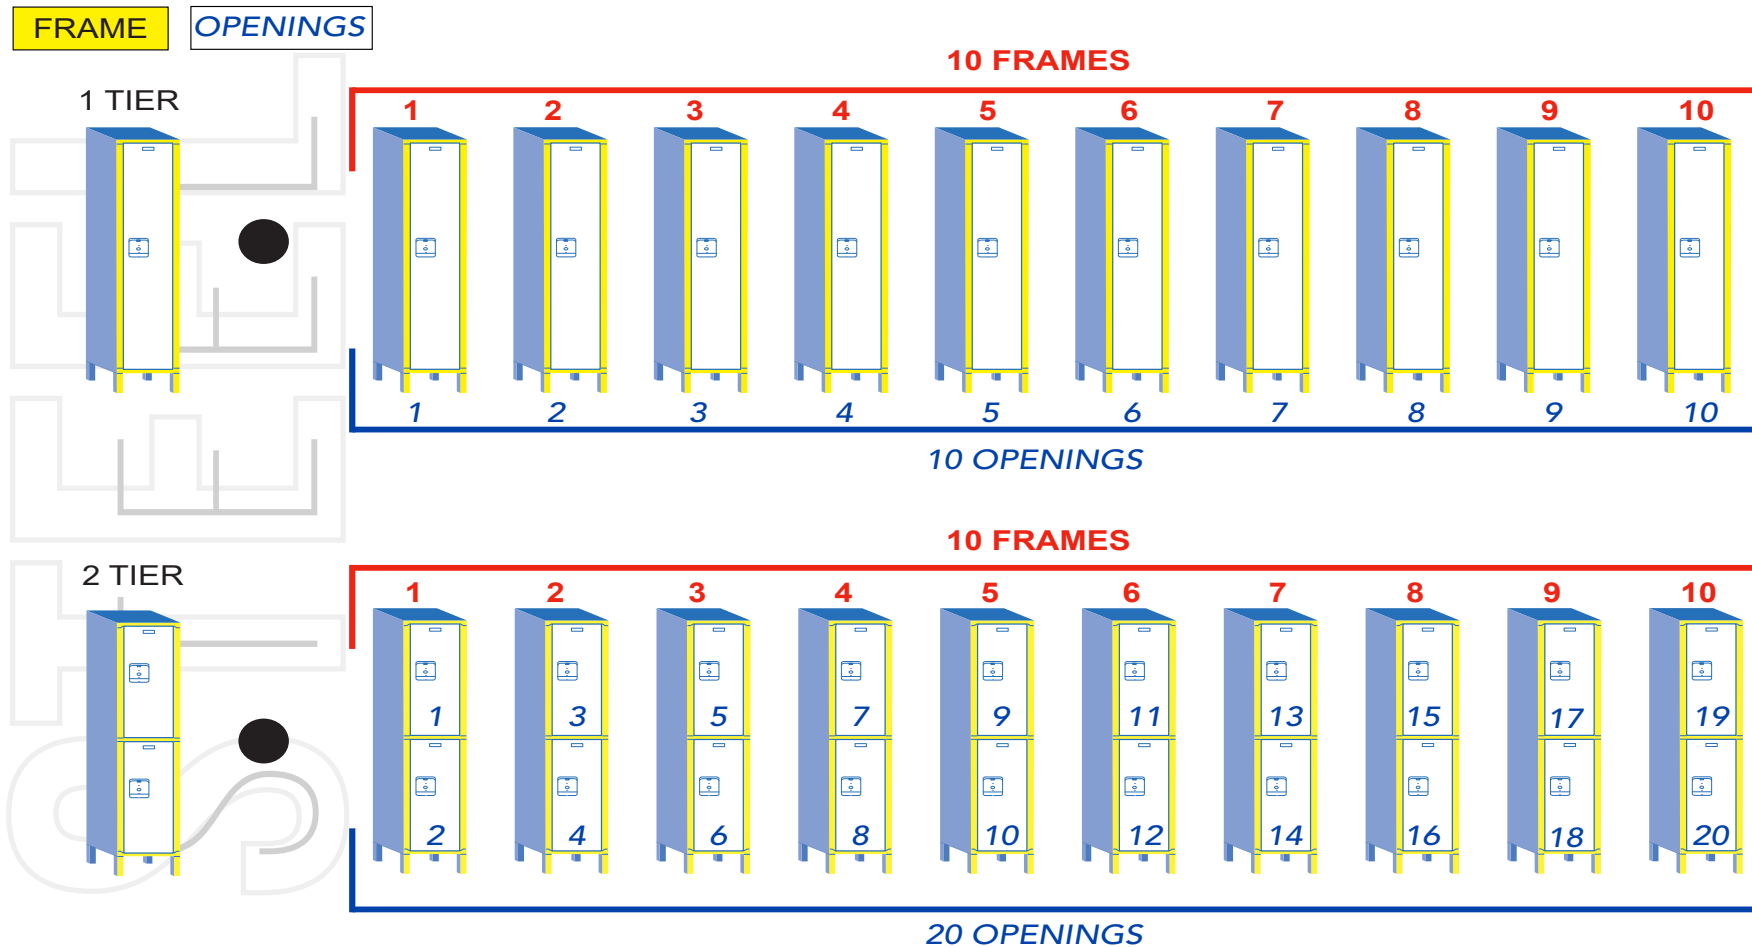 FRAME OPENINGS
10 FRAMES
1 TIER
1 2 3 4 5 6 7 8 9 10
1 2 3 4 5 6 7 8 9 10
10 OPENINGS
10 FRAMES
2 TIER
1 2 3 4 5 6 7 8 9 10
1 3 5 7 9 11 13 15 17 19
2 4 6 8 10 12 14 16 18 20
20 OPENINGS